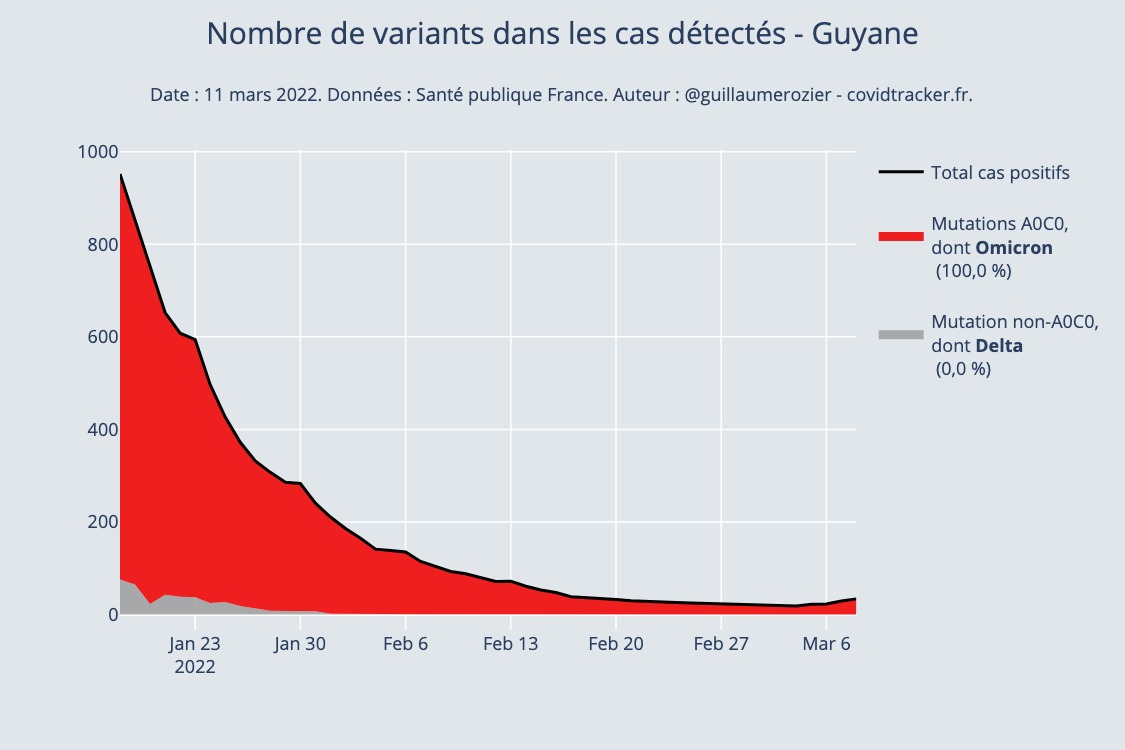 Nombre de variants dans les cas détectés - Guyane
Date : 11 mars 2022. Données : Santé publique France. Auteur : @guillaumerozier - covidtracker.fr.
1000
800
600
400
200
0
Jan 23
2022
Jan 30
Feb 6
Feb 13
Feb 20
Feb 27
Mar 6
Total cas positifs
Mutations A0C0,
dont Omicron
(100,0 %)
Mutation non-A0C0,
dont Delta
(0,0 %)